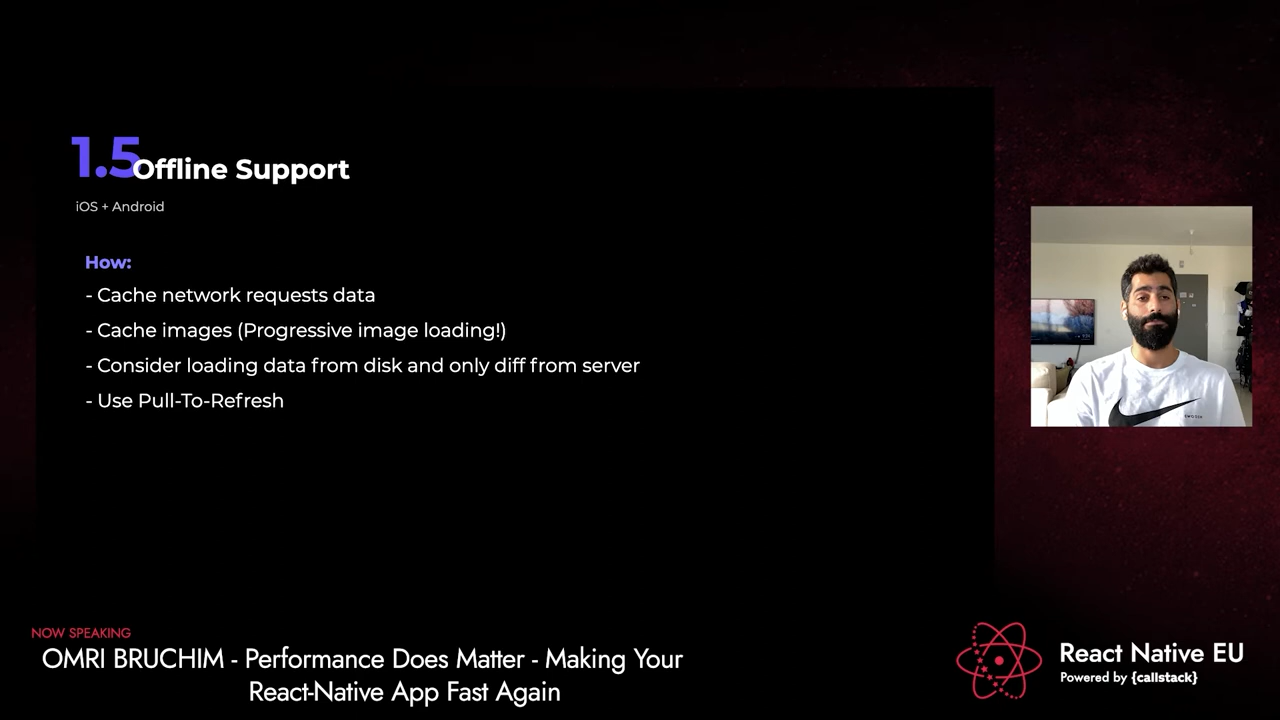 1.5 Offline Support
iOS + Android
How:
- Cache network requests data
- Cache images (Progressive image loading!)
- Consider loading data from disk and only diff from server
- Use Pull-To-Refresh
NOW SPEAKING
OMRI BRUCHIM - Performance Does Matter - Making Your
React-Native App Fast Again
React Native EU
Powered by {callstack}